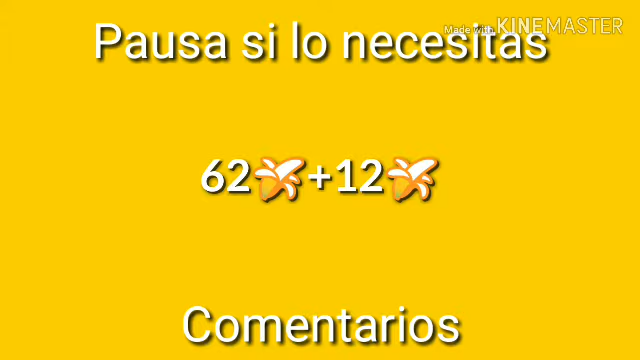 Made with KINEMASTER
Pausa si lo necesitas
62🍌+12🍌
Comentarios